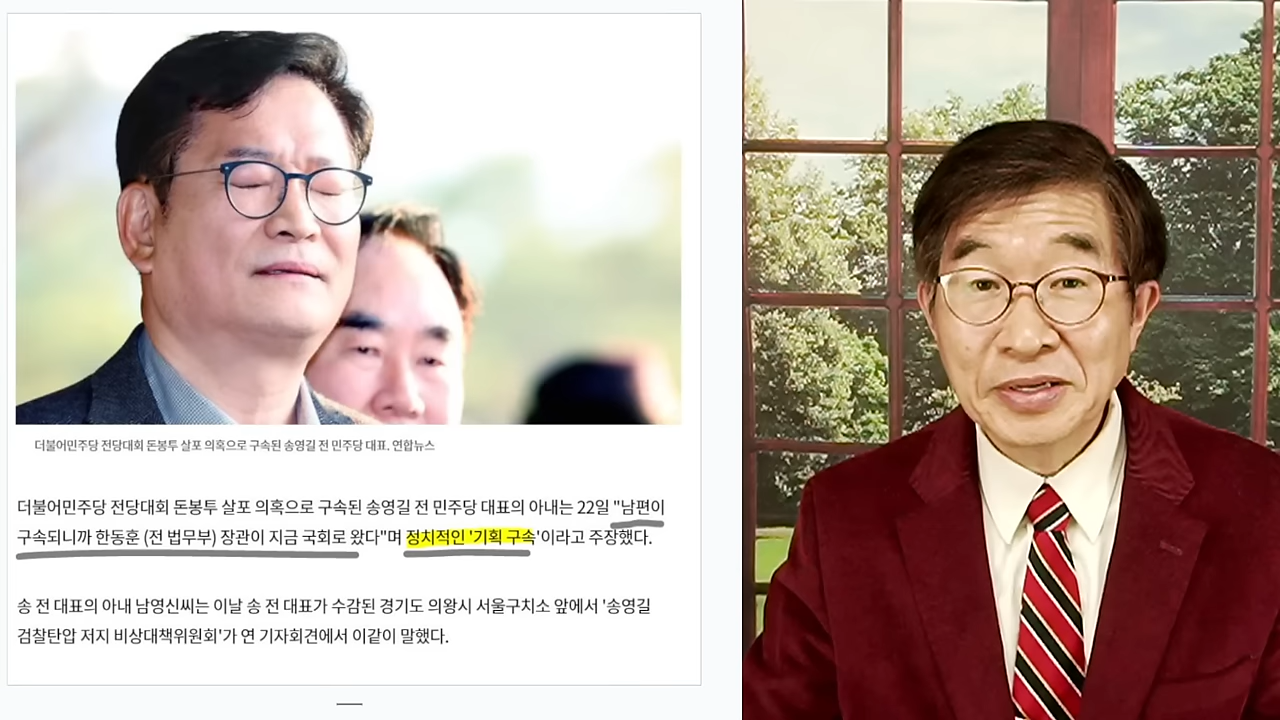 더불어민주당 전당대회 돈봉투 살포 의혹으로 구속된 송영길 전 민주당 대표. 연합뉴스
더불어민주당 전당대회 돈봉투 살포 의혹으로 구속된 송영길 전 민주당 대표의 아내는 22일 "남편이
구속되니까 한동훈 (전 법무부) 장관이 지금 국회로 왔다"며 정치적인 '기획 구속'이라고 주장했다.
송 전 대표의 아내 남영신씨는 이날 송 전 대표가 수감된 경기도 의왕시 서울구치소 앞에서 '송영길
검찰탄압 저지 비상대책위원회'가 연 기자회견에서 이같이 말했다.